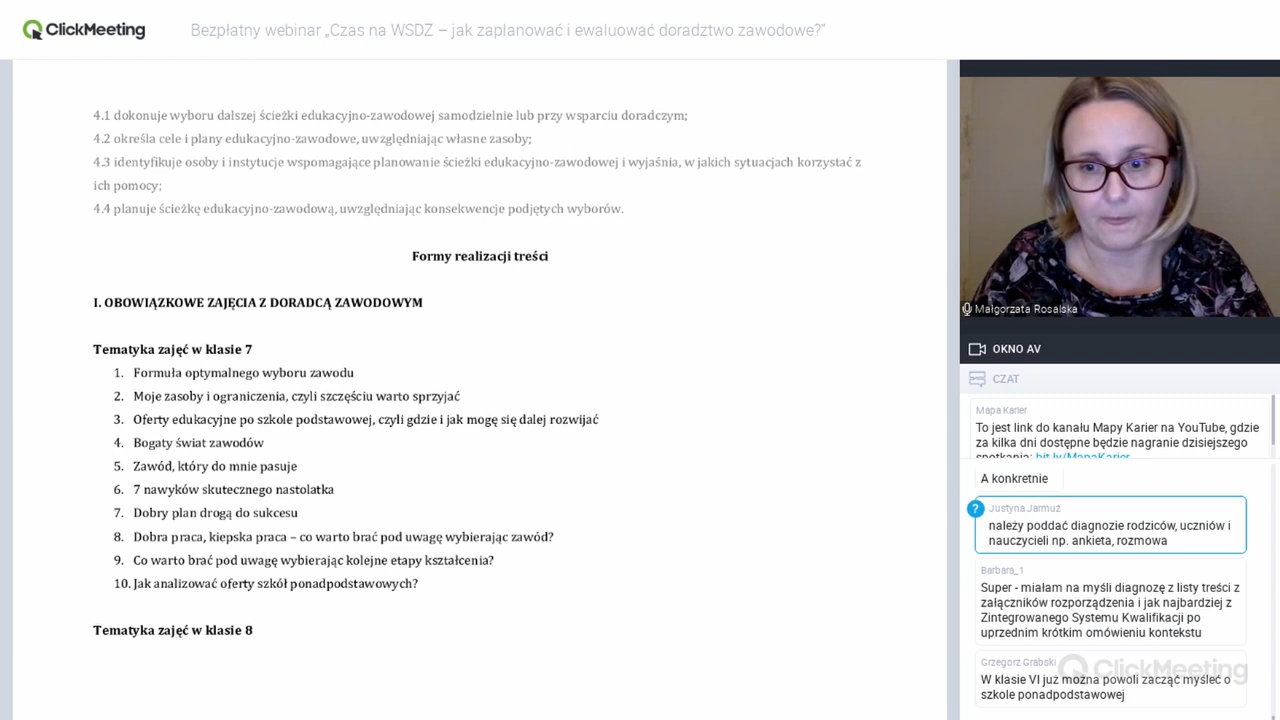 ClickMeeting
Bezpłatny webinar „Czas na WSDZ – jak zaplanować i ewaluować doradztwo zawodowe?”
4.1 dokonuje wyboru dalszej ścieżki edukacyjno-zawodowej samodzielnie lub przy wsparciu doradczym;
4.2 określa cele i plany edukacyjno-zawodowe, uwzględniając własne zasoby;
4.3 identyfikuje osoby i instytucje wspomagające planowanie ścieżki edukacyjno-zawodowej i wyjaśnia, w jakich sytuacjach korzystać z
ich pomocy;
4.4 planuje ścieżkę edukacyjno-zawodową, uwzględniając konsekwencje podjętych wyborów.
Formy realizacji treści
I. OBOWIĄZKOWE ZAJĘCIA Z DORADCĄ ZAWODOWYM
Tematyka zajęć w klasie 7
1. Formuła optymalnego wyboru zawodu
2. Moje zasoby i ograniczenia, czyli szczęściu warto sprzyjać
3. Oferty edukacyjne po szkole podstawowej, czyli gdzie i jak mogę się dalej rozwijać
4. Bogaty świat zawodów
5. Zawód, który do mnie pasuje
6. 7 nawyków skutecznego nastolatka
7. Dobry plan drogą do sukcesu
8. Dobra praca, kiepska praca – co warto brać pod uwagę wybierając zawód?
9. Co warto brać pod uwagę wybierając kolejne etapy kształcenia?
10. Jak analizować oferty szkół ponadpodstawowych?
Tematyka zajęć w klasie 8
Małgorzata Rosalska
OKNO AV
CZAT
Mapa Karier
To jest link do kanału Mapy Karier na YouTube, gdzie
za kilka dni dostępne będzie nagranie dzisiejszego
spotkania: bit.ly/MapaKarier
A konkretnie
?
Justyna Jarmuż
należy poddać diagnozie rodziców, uczniów i
nauczycieli np. ankieta, rozmowa
Barbara_1
Super - miałam na myśli diagnozę z listy treści z
załączników rozporządzenia i jak najbardziej z
Zintegrowanego Systemu Kwalifikacji po
uprzednim krótkim omówieniu kontekstu
Grzegorz Grabski
W klasie VI już można powoli zacząć myśleć o
szkole ponadpodstawowej
ClickMeeting